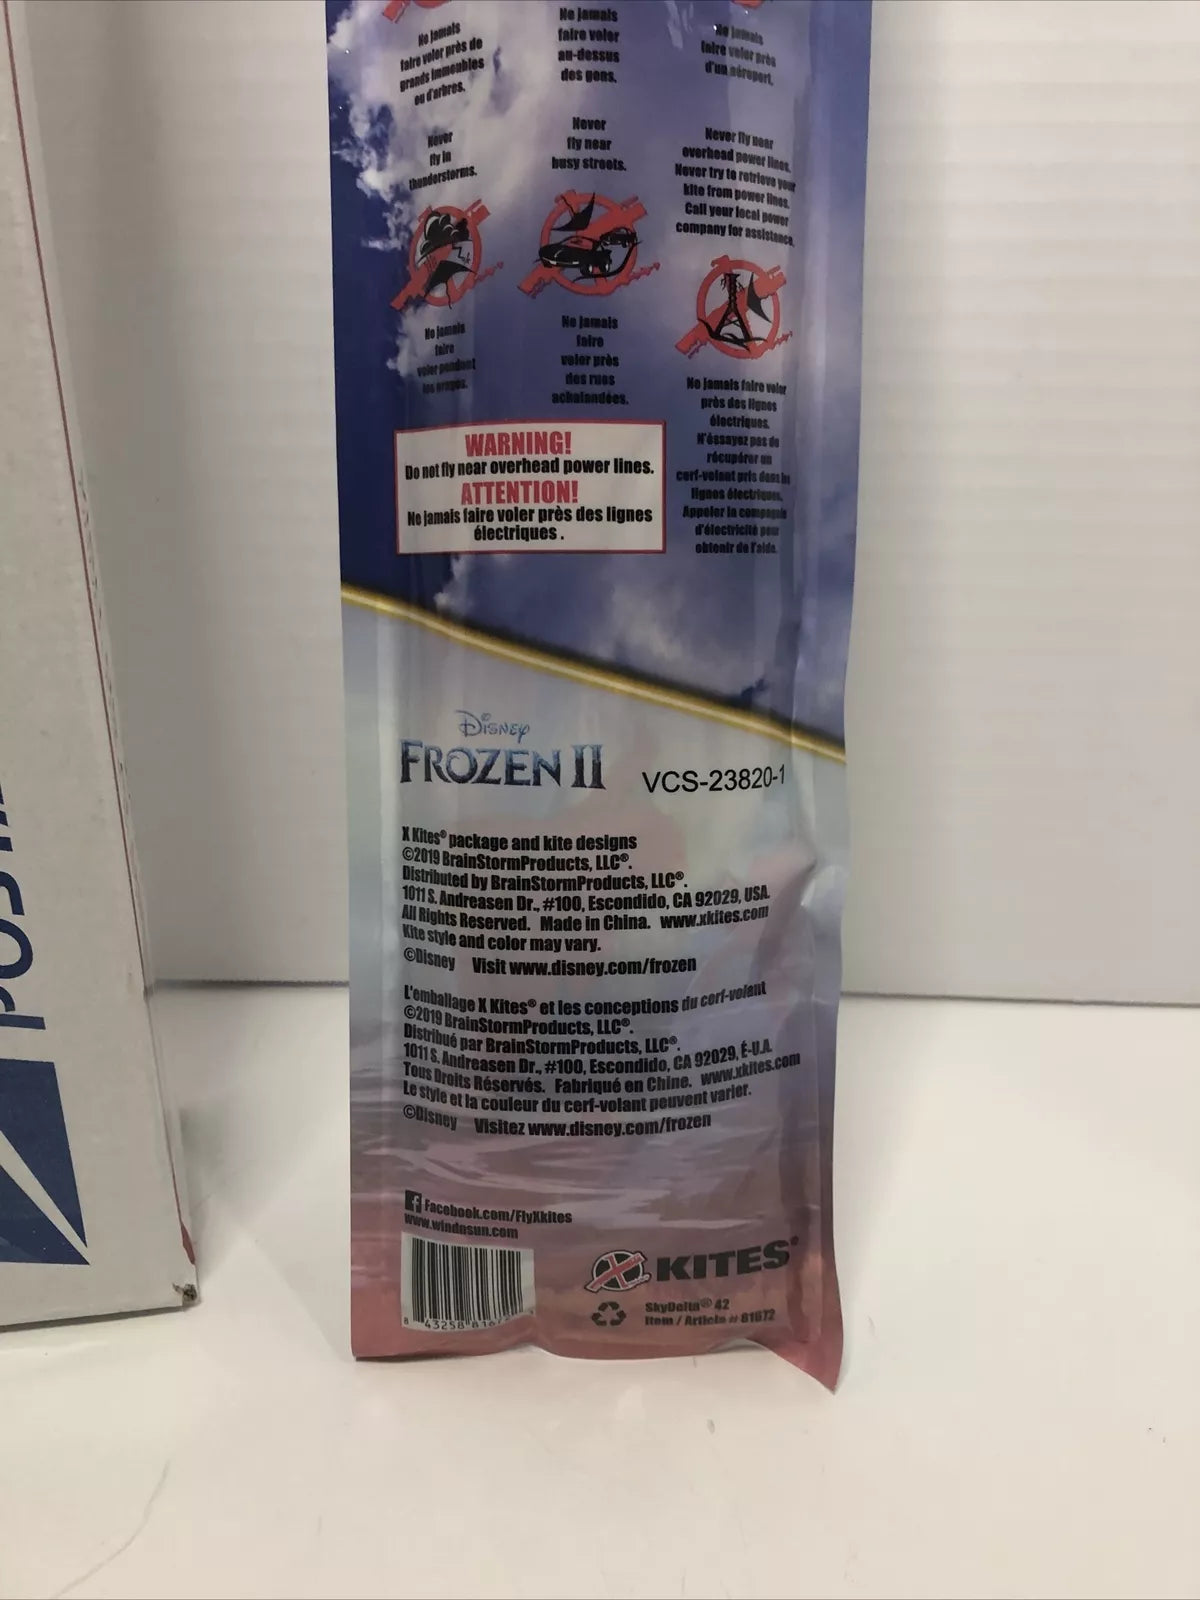 No jamais
faire voler près de
grands immeubles
ou d'arbres.
No jamais
faire voler
au-dessus
des gens.
No jamais
faire voler près
d'un aéroport.
Never
fly in
thunderstorms.
Never
fly near
busy streets.
Never fly near
overhead power lines.
Never try to retrieve your
kite from power lines.
Call your local power
company for assistance.
No jamais
faire
voler pendant
les orages.
No jamais
faire
voler près
des rues
achalandées.
No jamais faire voler
près des lignes
électriques.
N'éssayez pas de
récupérer un
cerf-volant pris dans les
lignes électriques.
Appeler la compagnie
d'électricité pour
obtenir de l'aide.
WARNING!
Do not fly near overhead power lines.
ATTENTION!
No jamais faire voler près des lignes
électriques .
Disney
FROZEN II
VCS-23820-1
X Kites® package and kite designs
©2019 BrainStormProducts, LLC®.
Distributed by BrainStormProducts, LLC®.
1011 S. Andreasen Dr., #100, Escondido, CA 92029, USA.
All Rights Reserved. Made in China. www.xkites.com
Kite style and color may vary.
©Disney Visit www.disney.com/frozen
L'emballage X Kites® et les conceptions du cerf-volant
©2019 BrainStormProducts, LLC®.
Distribué par BrainStormProducts, LLC®.
1011 S. Andreasen Dr., #100, Escondido, CA 92029, É-U.A.
Tous Droits Réservés. Fabriqué en Chine. www.xkites.com
Le style et la couleur du cerf-volant peuvent varier.
©Disney Visitez www.disney.com/frozen
Facebook.com/FlyXkites
www.windnsun.com
8 43258
X KITES®
SkyDelta® 42
Item / Article # 81672